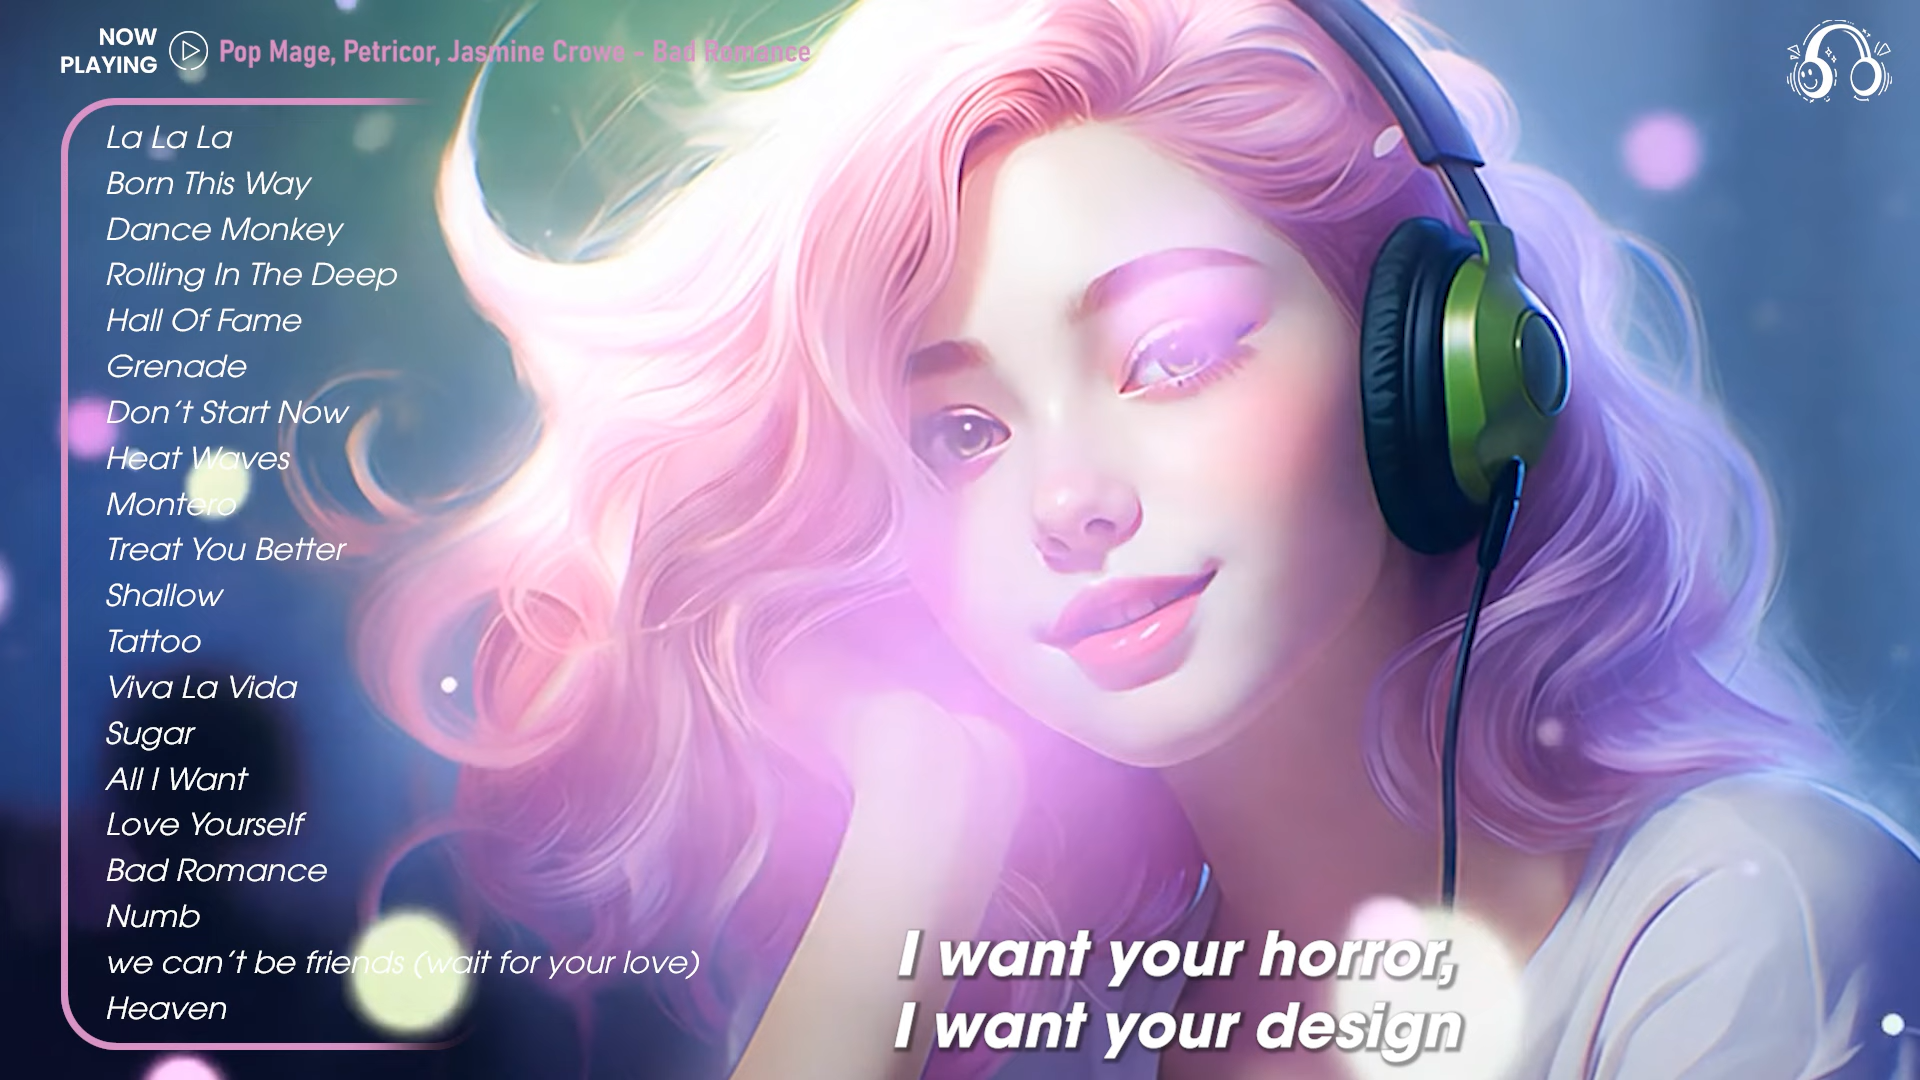 NOW
PLAYING
Pop Mage, Petricor, Jasmine Crowe - Bad Romance
La La La
Born This Way
Dance Monkey
Rolling In The Deep
Hall Of Fame
Grenade
Don't Start Now
Heat Waves
Montero
Treat You Better
Shallow
Tattoo
Viva La Vida
Sugar
All I Want
Love Yourself
Bad Romance
Numb
we can't be friends (wait for your love)
Heaven
I want your horror,
I want your design